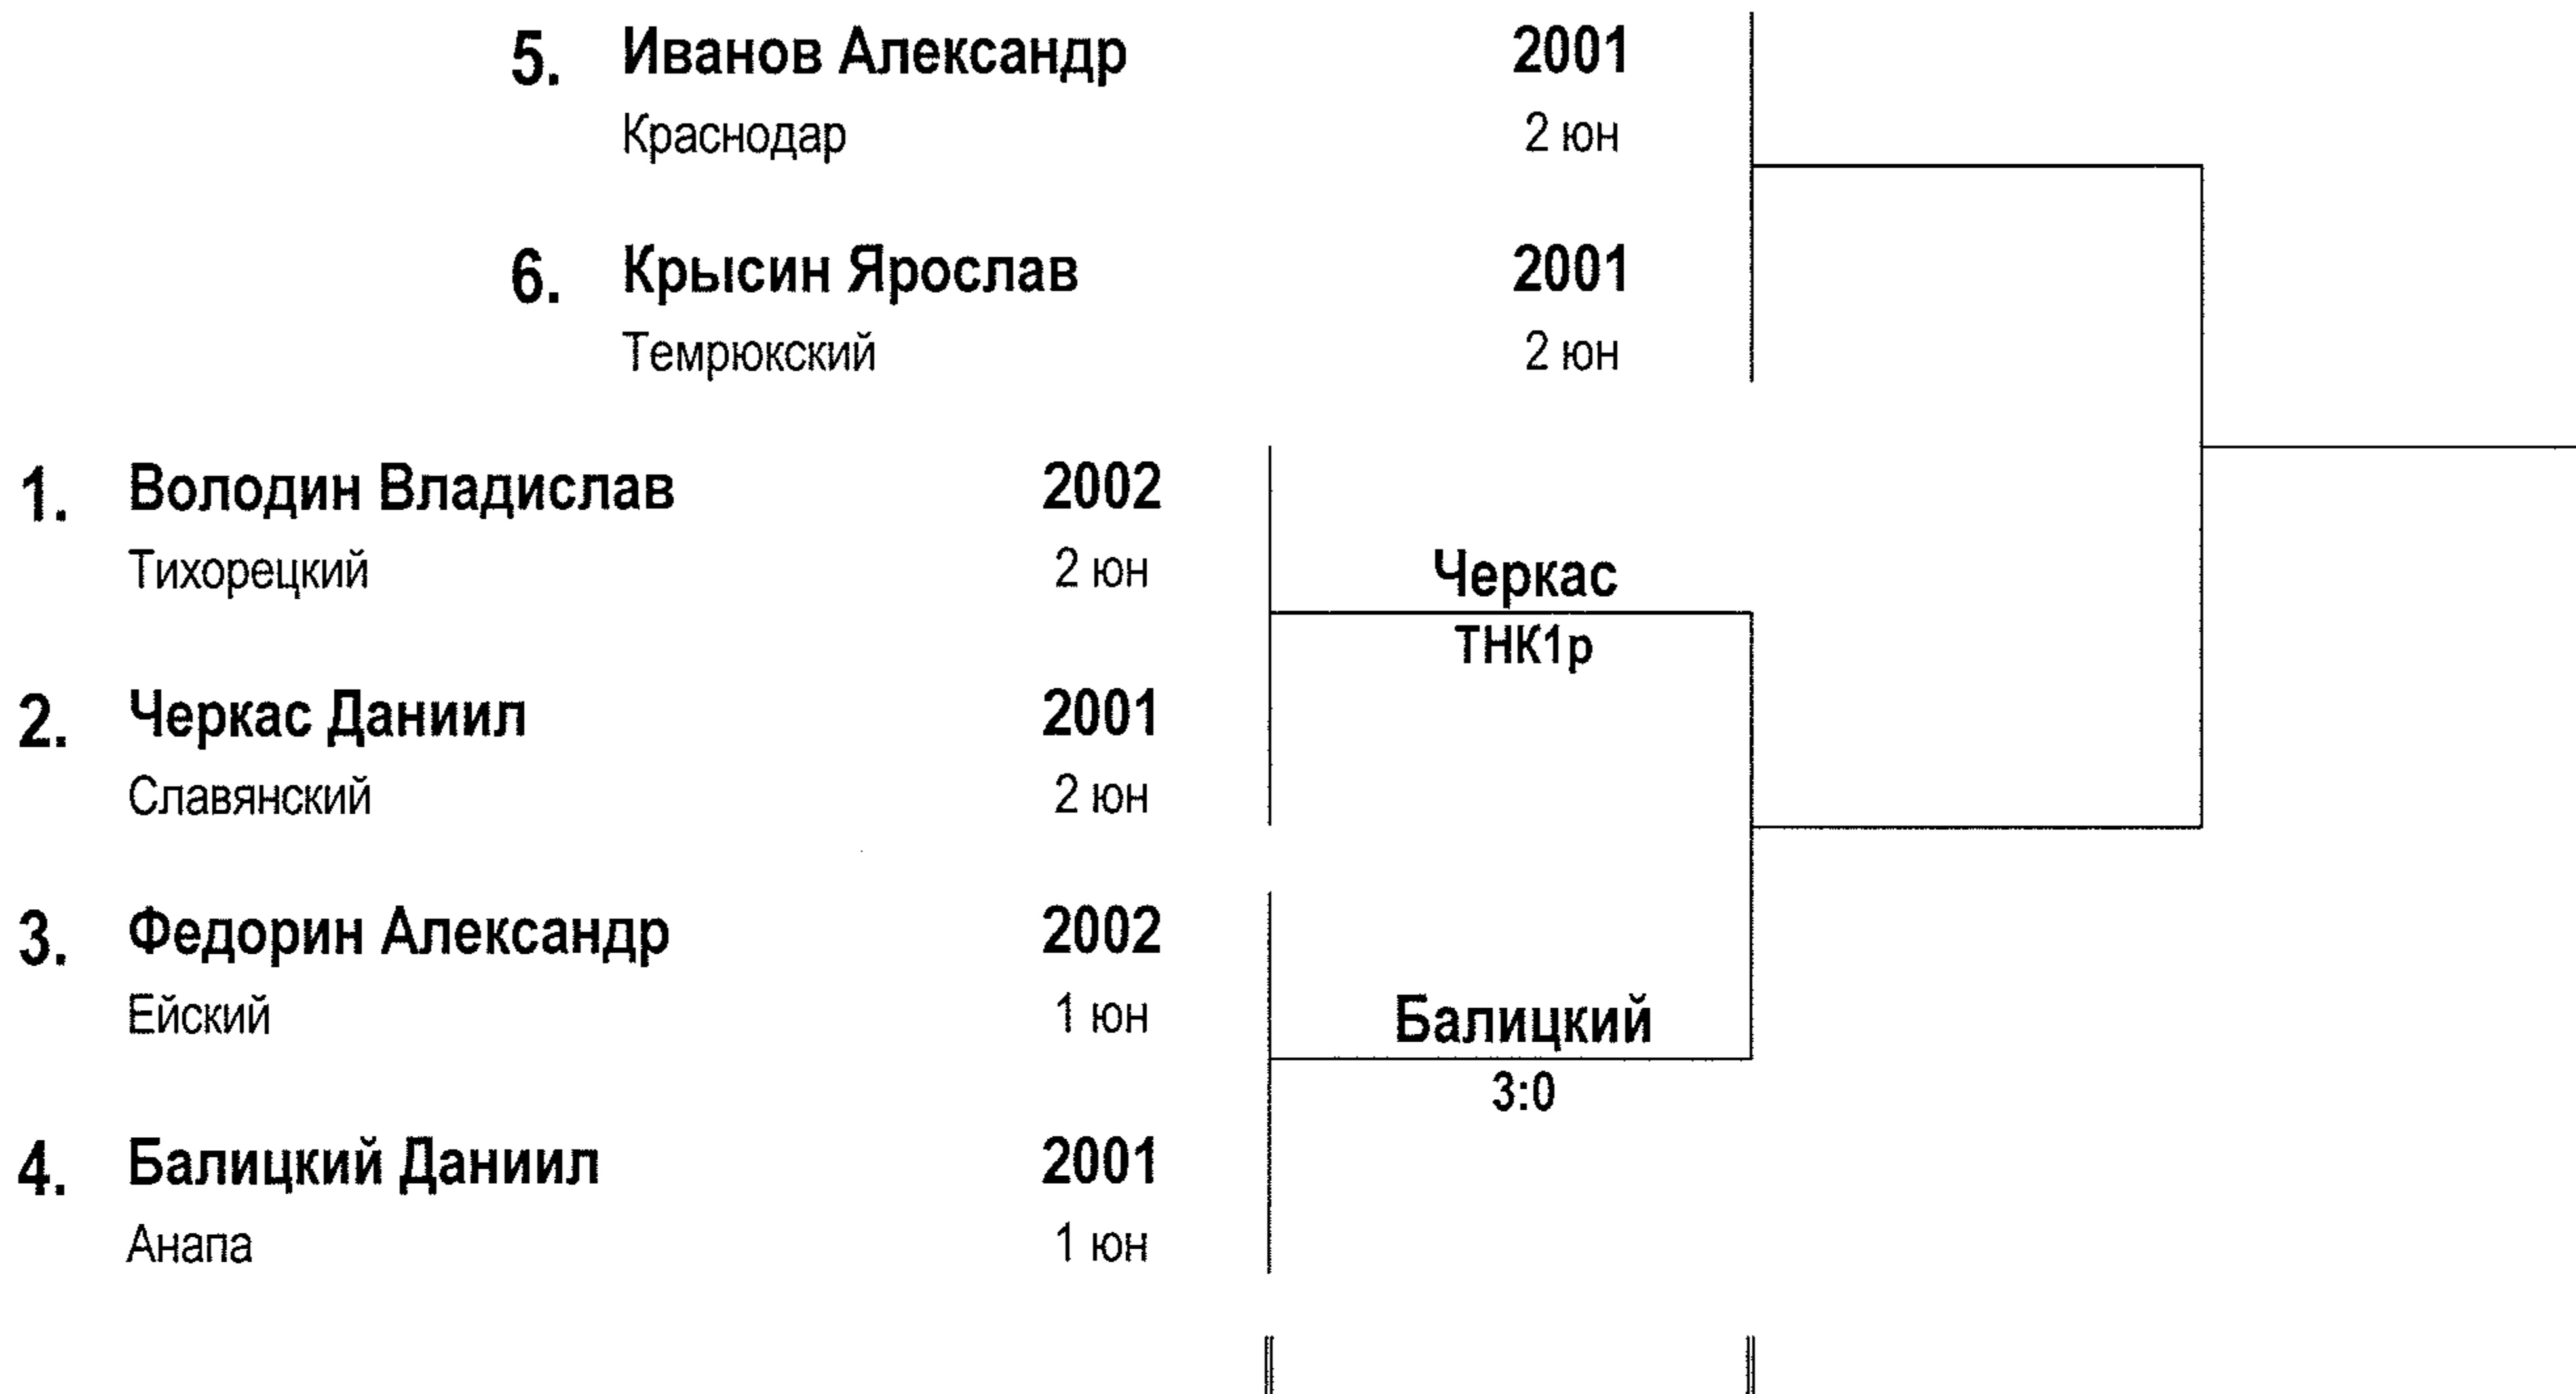 5. Иванов Александр 2001
Краснодар 2 юн
6. Крысин Ярослав 2001
Темрюкский 2 юн
1. Володин Владислав 2002
Тихорецкий 2 юн
Черкас
ТНК1р
2. Черкас Даниил 2001
Славянский 2 юн
3. Федорин Александр 2002
Ейский 1 юн
Балицкий
3:0
4. Балицкий Даниил 2001
Анапа 1 юн